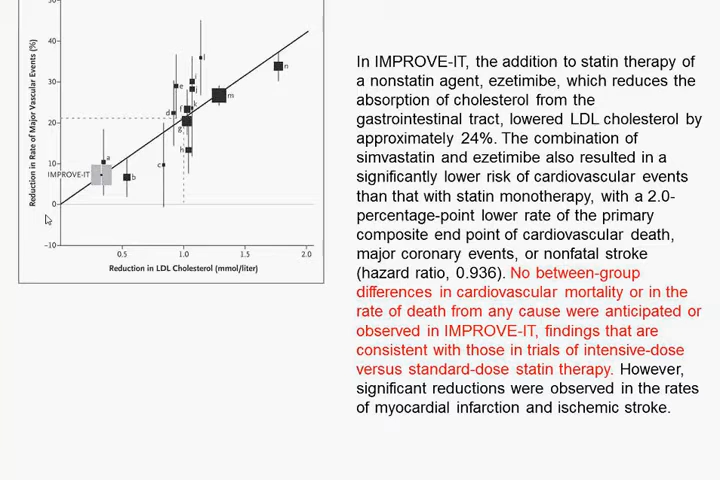 50
40
30
20
10
0
-10
0.5
1.0
1.5
2.0
Reduction in Rate of Major Vascular Events (%)
Reduction in LDL Cholesterol (mmol/liter)
IMPROVE-IT
a
b
c
d
e
f
g
h
i
j
k
l
m
n
In IMPROVE-IT, the addition to statin therapy of
a nonstatin agent, ezetimibe, which reduces the
absorption of cholesterol from the
gastrointestinal tract, lowered LDL cholesterol by
approximately 24%. The combination of
simvastatin and ezetimibe also resulted in a
significantly lower risk of cardiovascular events
than that with statin monotherapy, with a 2.0-
percentage-point lower rate of the primary
composite end point of cardiovascular death,
major coronary events, or nonfatal stroke
(hazard ratio, 0.936). No between-group
differences in cardiovascular mortality or in the
rate of death from any cause were anticipated or
observed in IMPROVE-IT, findings that are
consistent with those in trials of intensive-dose
versus standard-dose statin therapy. However,
significant reductions were observed in the rates
of myocardial infarction and ischemic stroke.